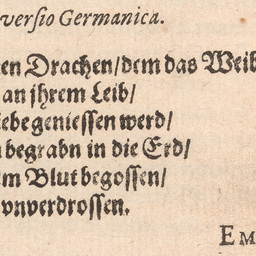 versio Germanica.
en Drachen/dem das Weib
an jhrem Leib/
iebe geniessen werd/
begrabn in die Erd/
m Blut begossen/
vnverdrossen.
EM